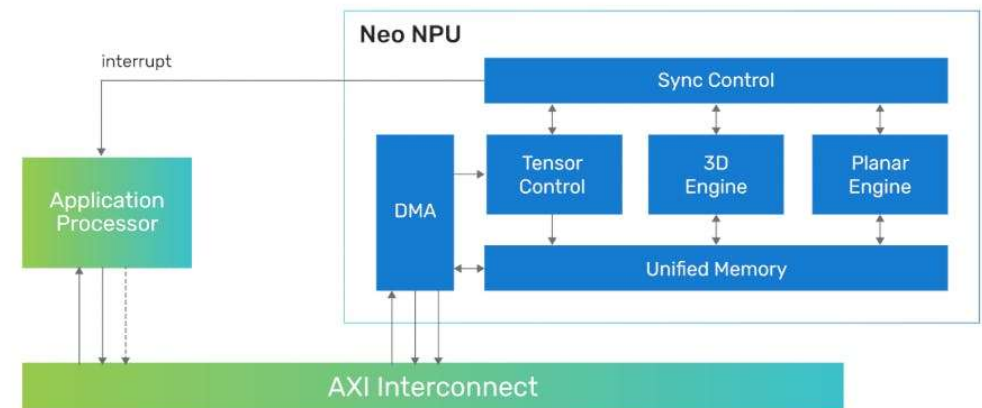 Neo NPU
interrupt
Sync Control
Application
Processor
DMA
Tensor
Control
3D
Engine
Planar
Engine
Unified Memory
AXI Interconnect